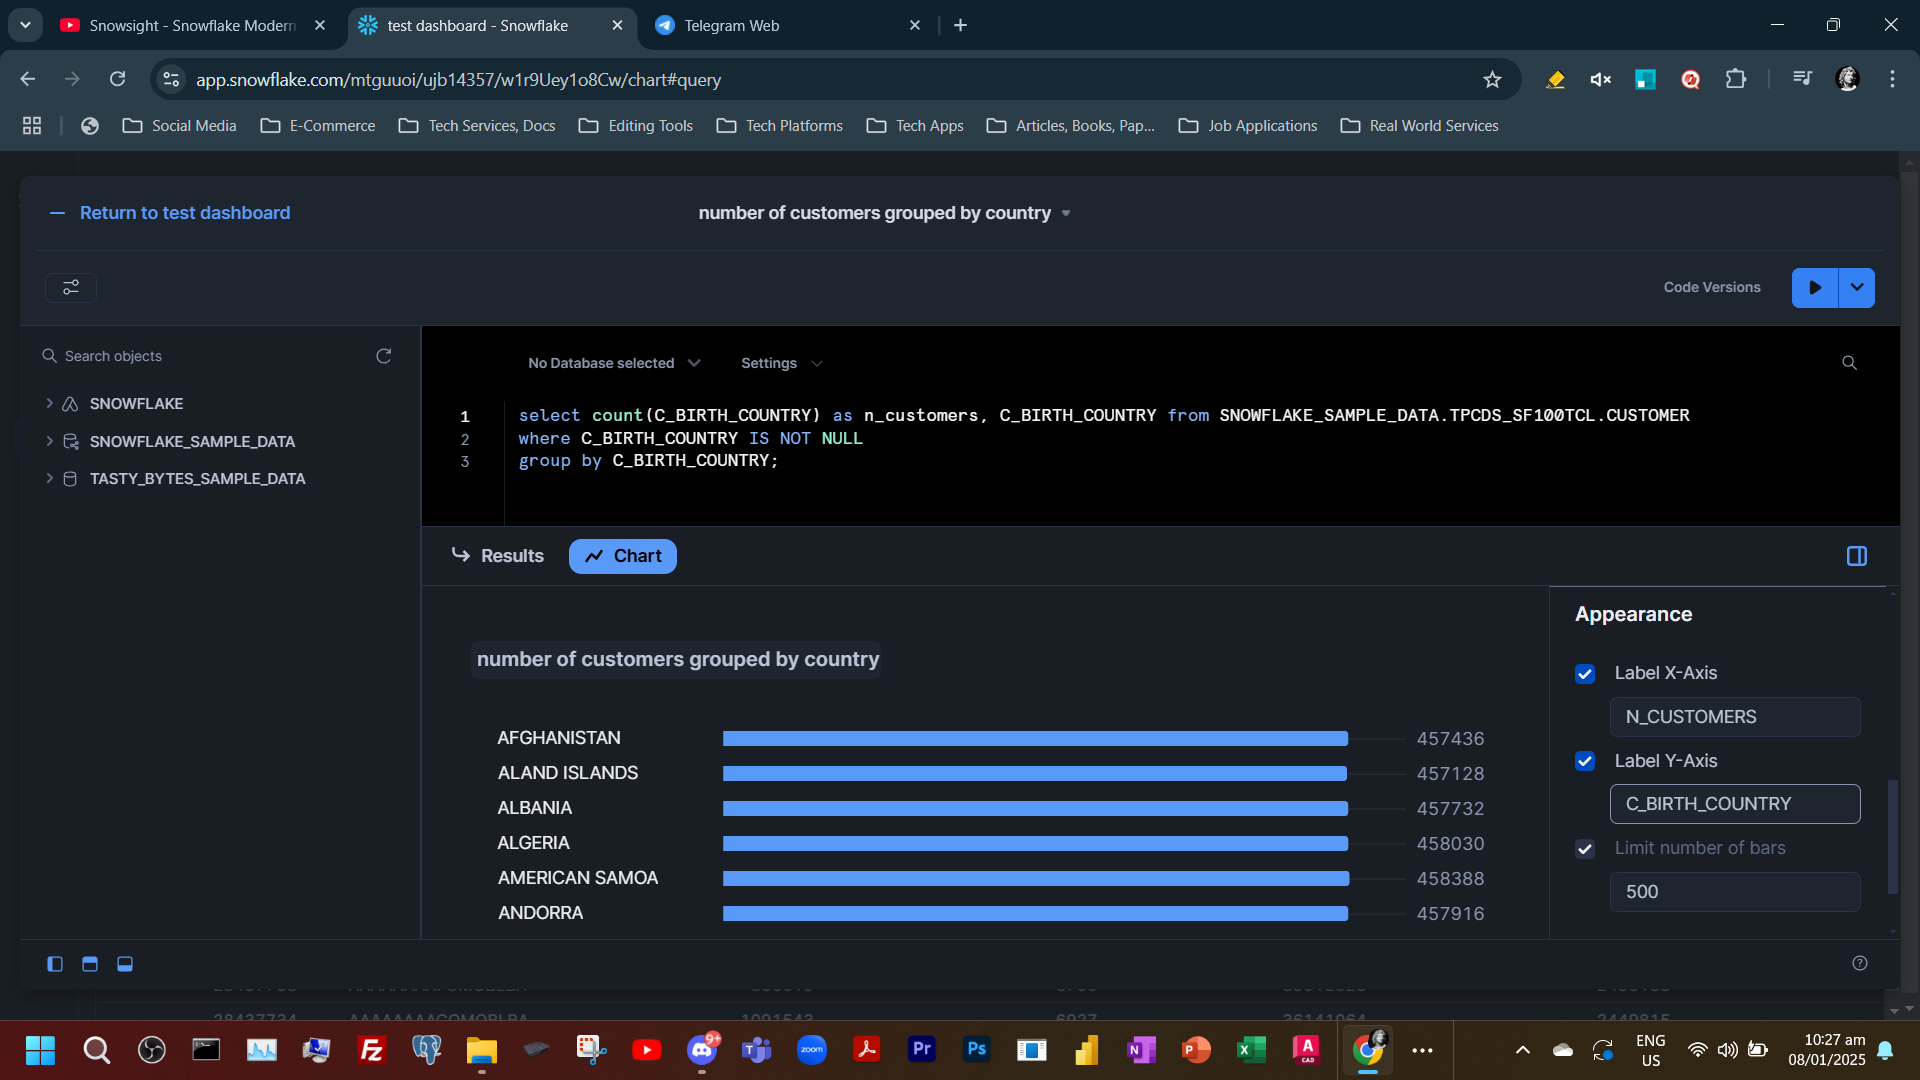 Snowsight - Snowflake Modern
test dashboard - Snowflake
Telegram Web
app.snowflake.com/mtguuoi/ujb14357/w1r9Uey1o8Cw/chart#query
Social Media
E-Commerce
Tech Services, Docs
Editing Tools
Tech Platforms
Tech Apps
Articles, Books, Pap...
Job Applications
Real World Services
Return to test dashboard
number of customers grouped by country
Code Versions
Search objects
SNOWFLAKE
SNOWFLAKE_SAMPLE_DATA
TASTY_BYTES_SAMPLE_DATA
No Database selected
Settings
1 select count(C_BIRTH_COUNTRY) as n_customers, C_BIRTH_COUNTRY from SNOWFLAKE_SAMPLE_DATA.TPCDS_SF100TCL.CUSTOMER
2 where C_BIRTH_COUNTRY IS NOT NULL
3 group by C_BIRTH_COUNTRY;
Results
Chart
number of customers grouped by country
AFGHANISTAN 457436
ALAND ISLANDS 457128
ALBANIA 457732
ALGERIA 458030
AMERICAN SAMOA 458388
ANDORRA 457916
Appearance
Label X-Axis
N_CUSTOMERS
Label Y-Axis
C_BIRTH_COUNTRY
Limit number of bars
500
9+
zoom
Pr
Ps
CAD
ENG
US
10:27 am
08/01/2025